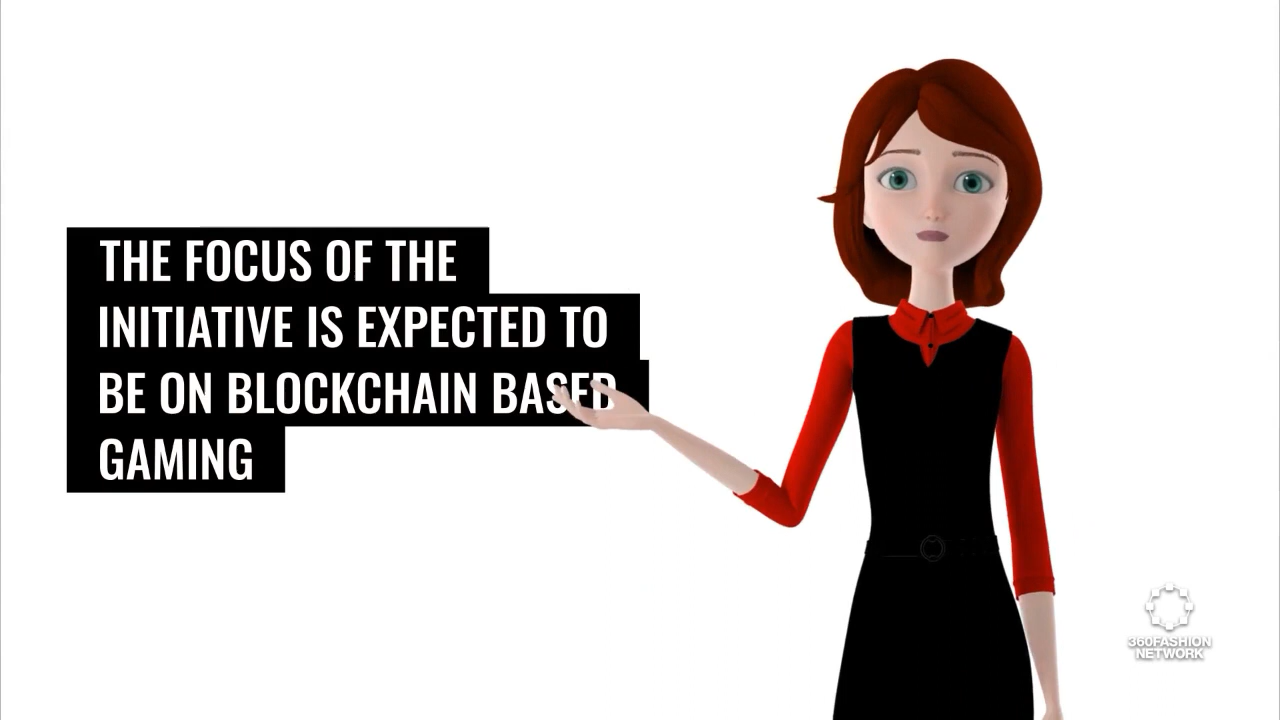 THE FOCUS OF THE
INITIATIVE IS EXPECTED TO
BE ON BLOCKCHAIN BASED
GAMING
360FASHION
NETWORK